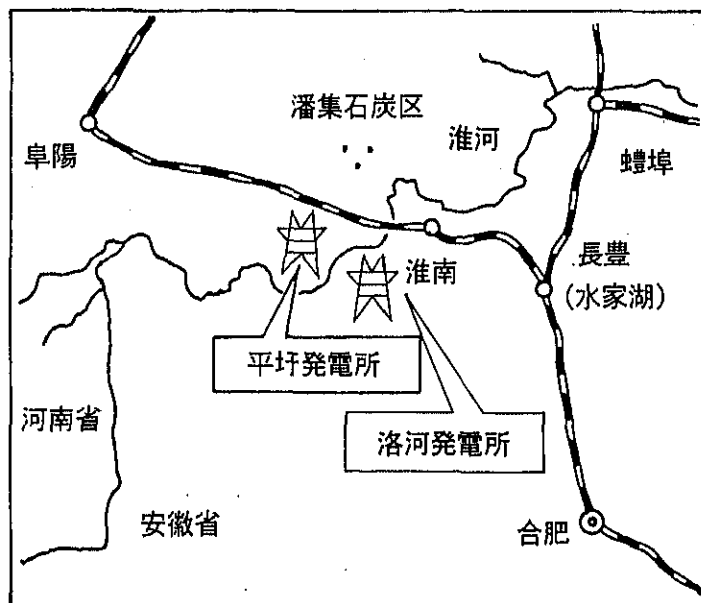 潘集石炭区
淮河
阜陽
蠶埠
長豊
(水家湖)
淮南
平圩発電所
洛河発電所
河南省
安徽省
合肥